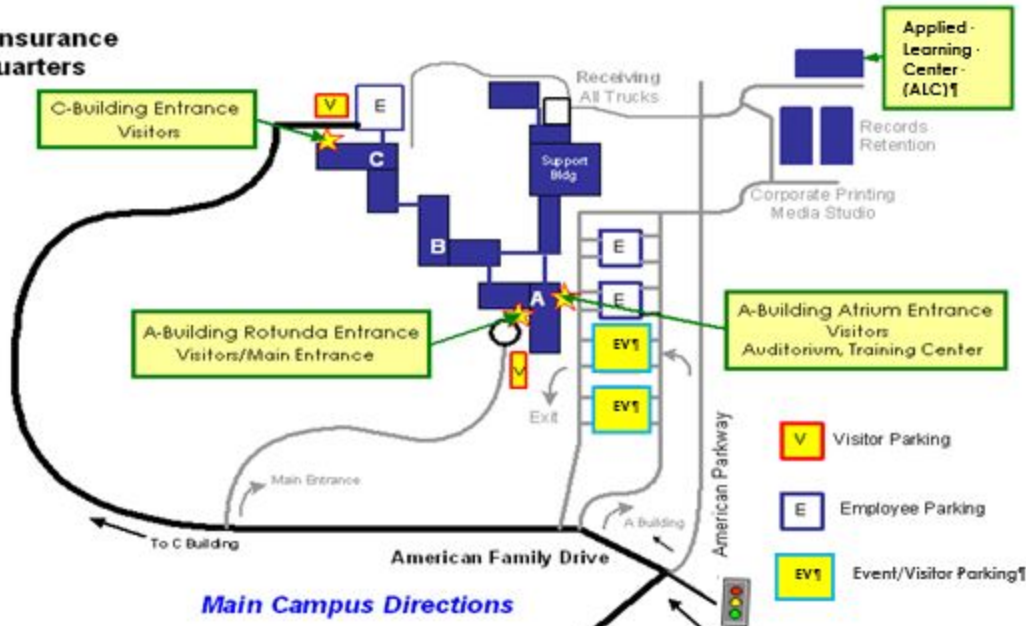 nsurance
uarters
C-Building Entrance
Visitors
V
E
C
Receiving
All Trucks
Applied·
Learning·
Center·
(ALC)¶
Records
Retention
Support
Bldg
Corporate Printing
Media Studio
B
E
A
E
A-Building Rotunda Entrance
Visitors/Main Entrance
A-Building Atrium Entrance
Visitors
Auditorium, Training Center
EV¶
V
EV¶
Exit
American Parkway
V Visitor Parking
E Employee Parking
EV¶ Event/Visitor Parking¶
Main Entrance
A Building
To C Building
American Family Drive
Main Campus Directions